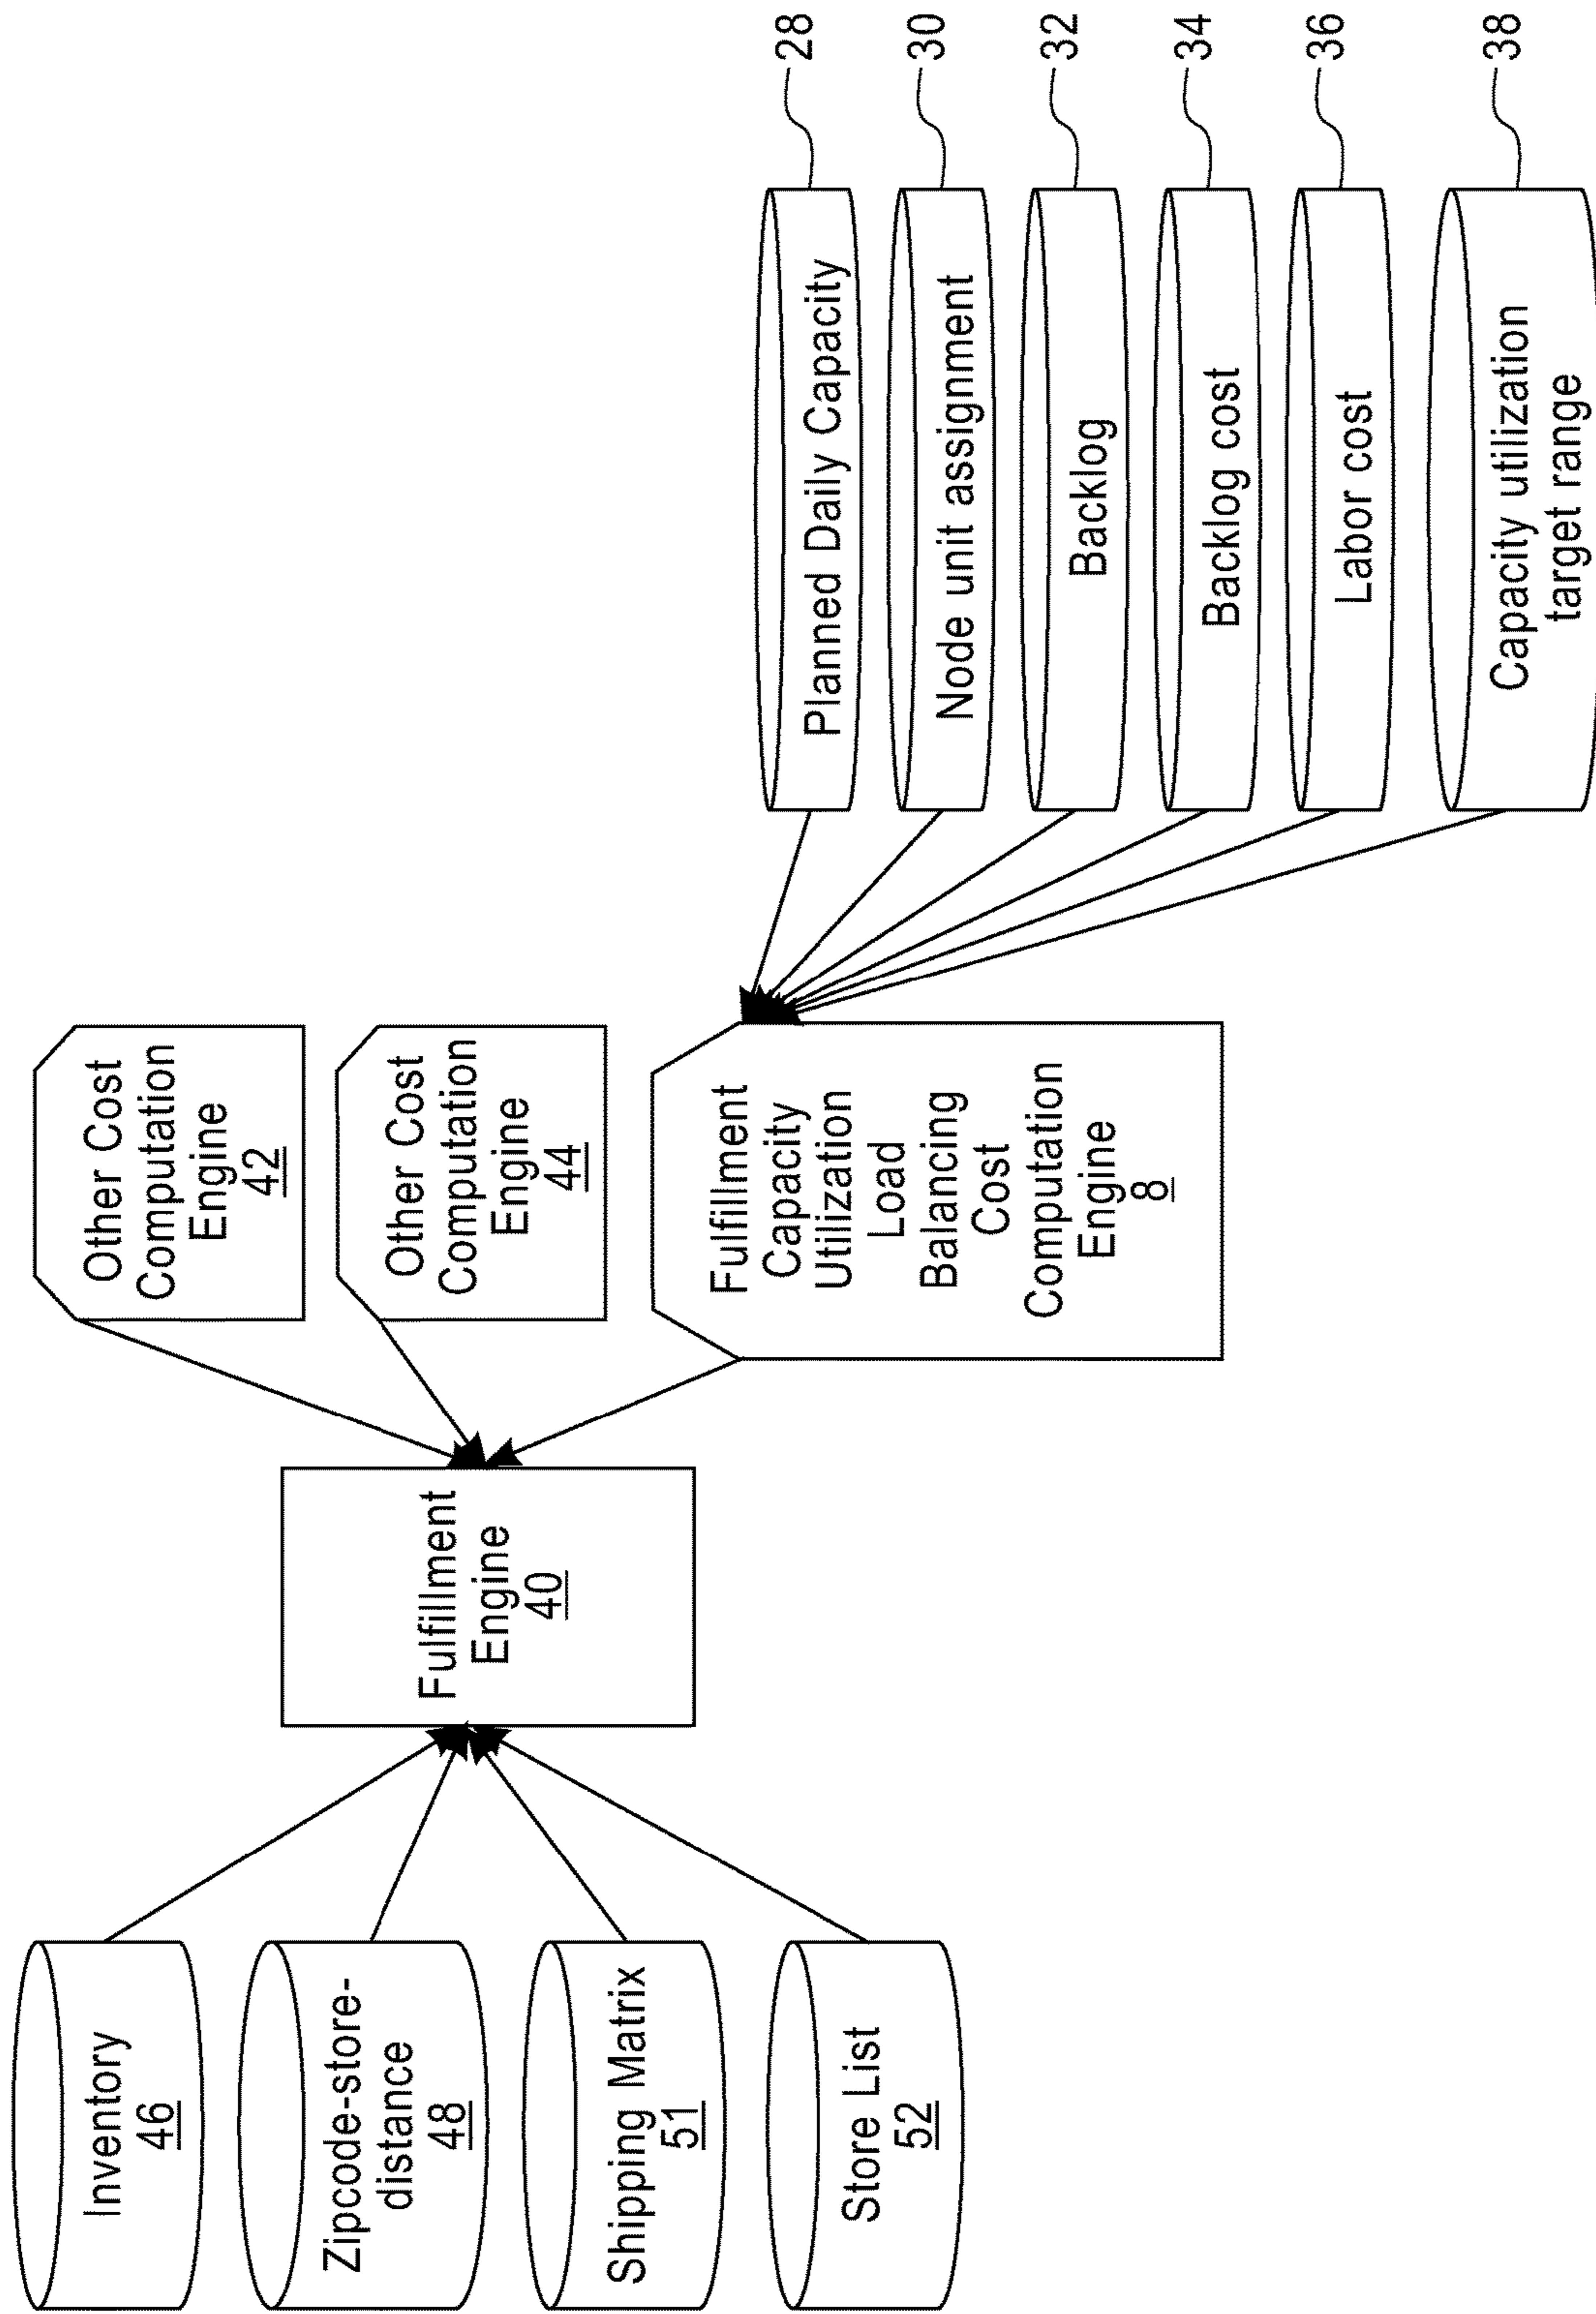 Inventory
46
Zipcode-store-
distance
48
Shipping Matrix
51
Store List
52
Fulfillment
Engine
40
Other Cost
Computation
Engine
42
Other Cost
Computation
Engine
44
Fulfillment
Capacity
Utilization
Load
Balancing
Cost
Computation
Engine
8
Planned Daily Capacity
28
Node unit assignment
30
Backlog
32
Backlog cost
34
Labor cost
36
Capacity utilization
target range
38